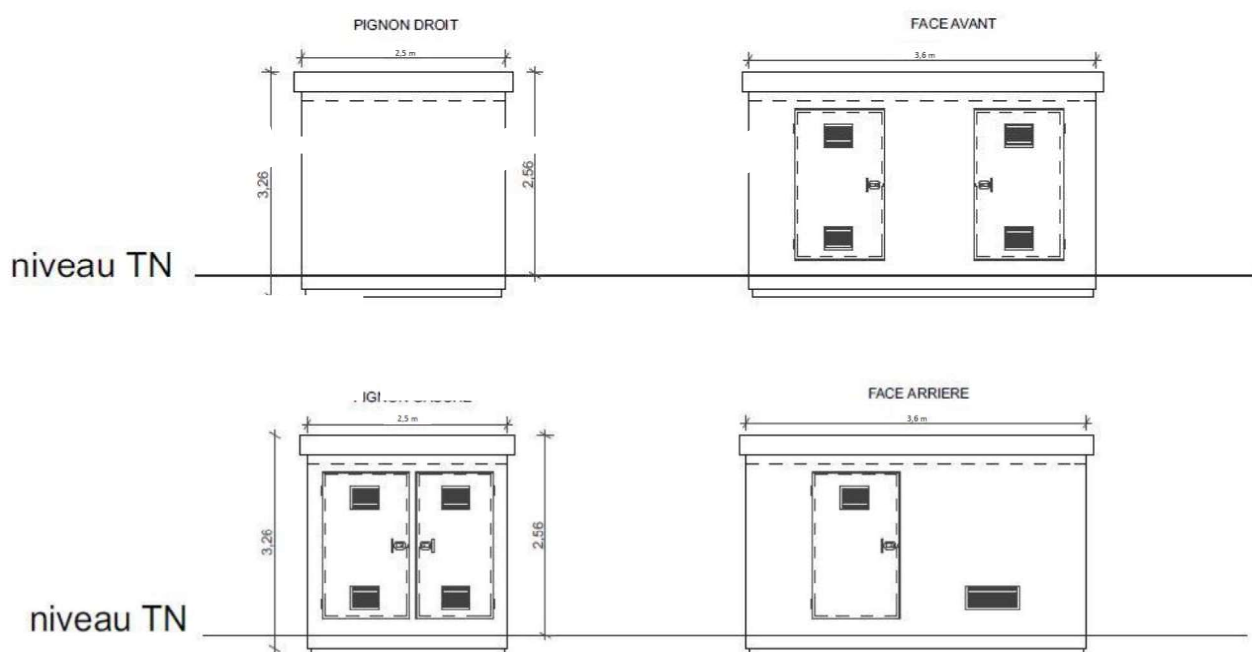 PIGNON DROIT
FACE AVANT
2,5 m
3,6 m
3,26
2,56
niveau TN
FACE ARRIERE
2,5 m
3,6 m
3,26
2,56
niveau TN